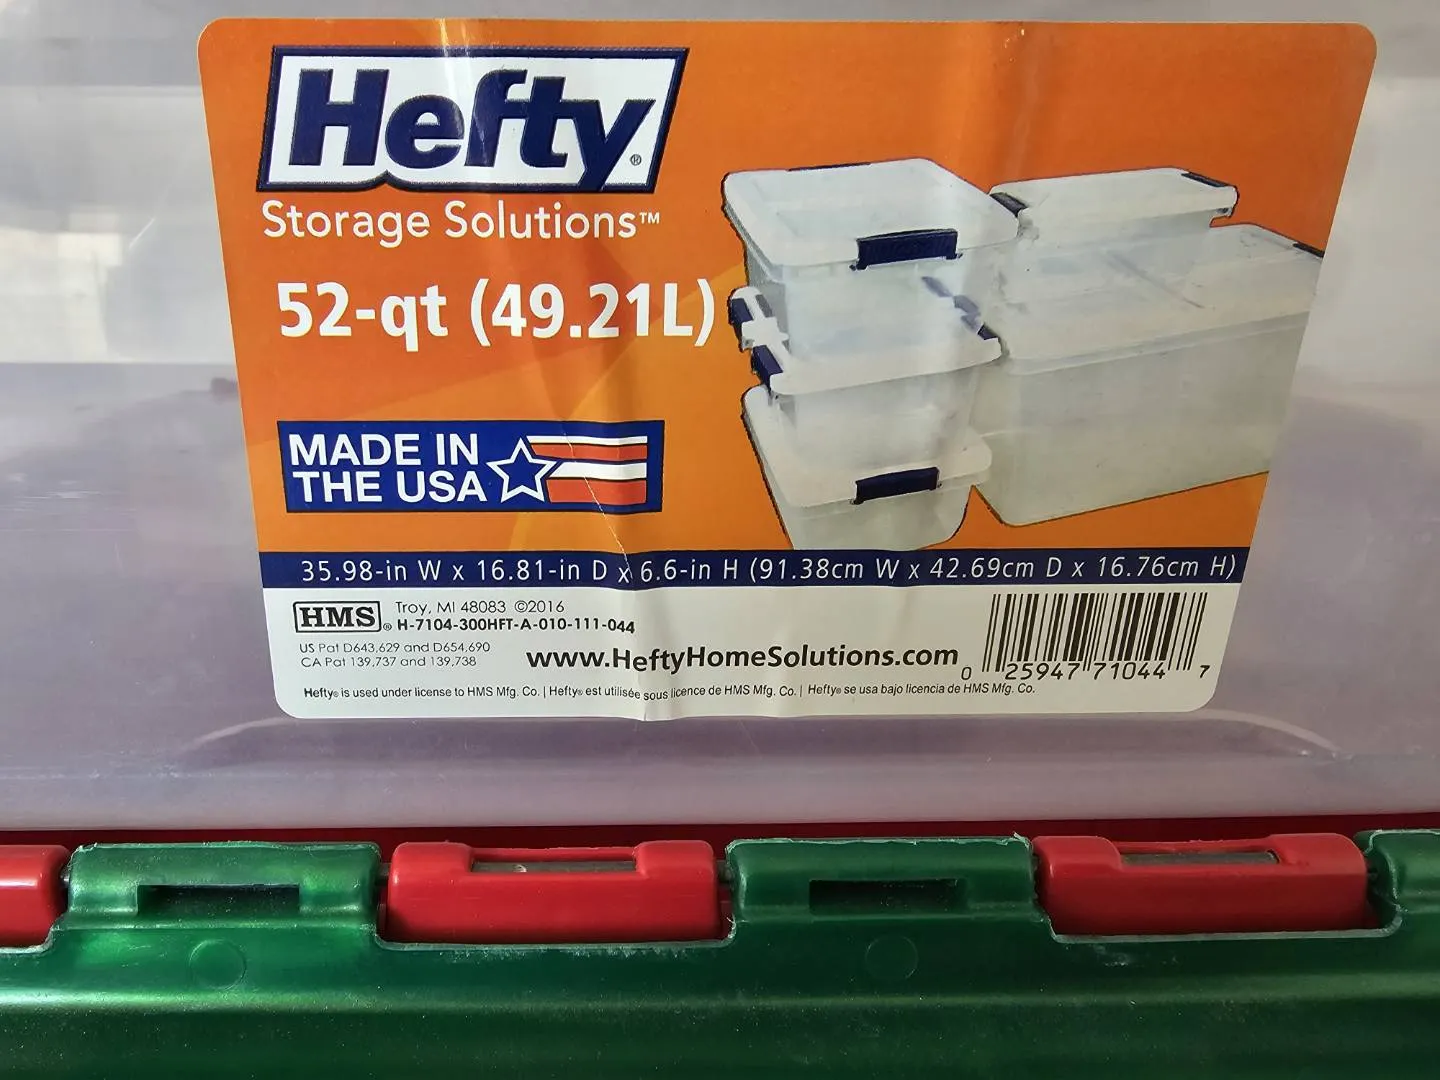 Hefty®
Storage Solutions™
52-qt (49.21L)
MADE IN
THE USA
35.98-in W x 16.81-in D x 6.6-in H (91.38cm W x 42.69cm D x 16.76cm H)
HMS® Troy, MI 48083 ©2016
H-7104-300HFT-A-010-111-044
US Pat D643,629 and D654,690
CA Pat 139,737 and 139,738
www.HeftyHomeSolutions.com
0 25947 71044 7
Hefty® is used under license to HMS Mfg. Co. | Hefty® est utilisée sous licence de HMS Mfg. Co. | Hefty® se usa bajo licencia de HMS Mfg. Co.